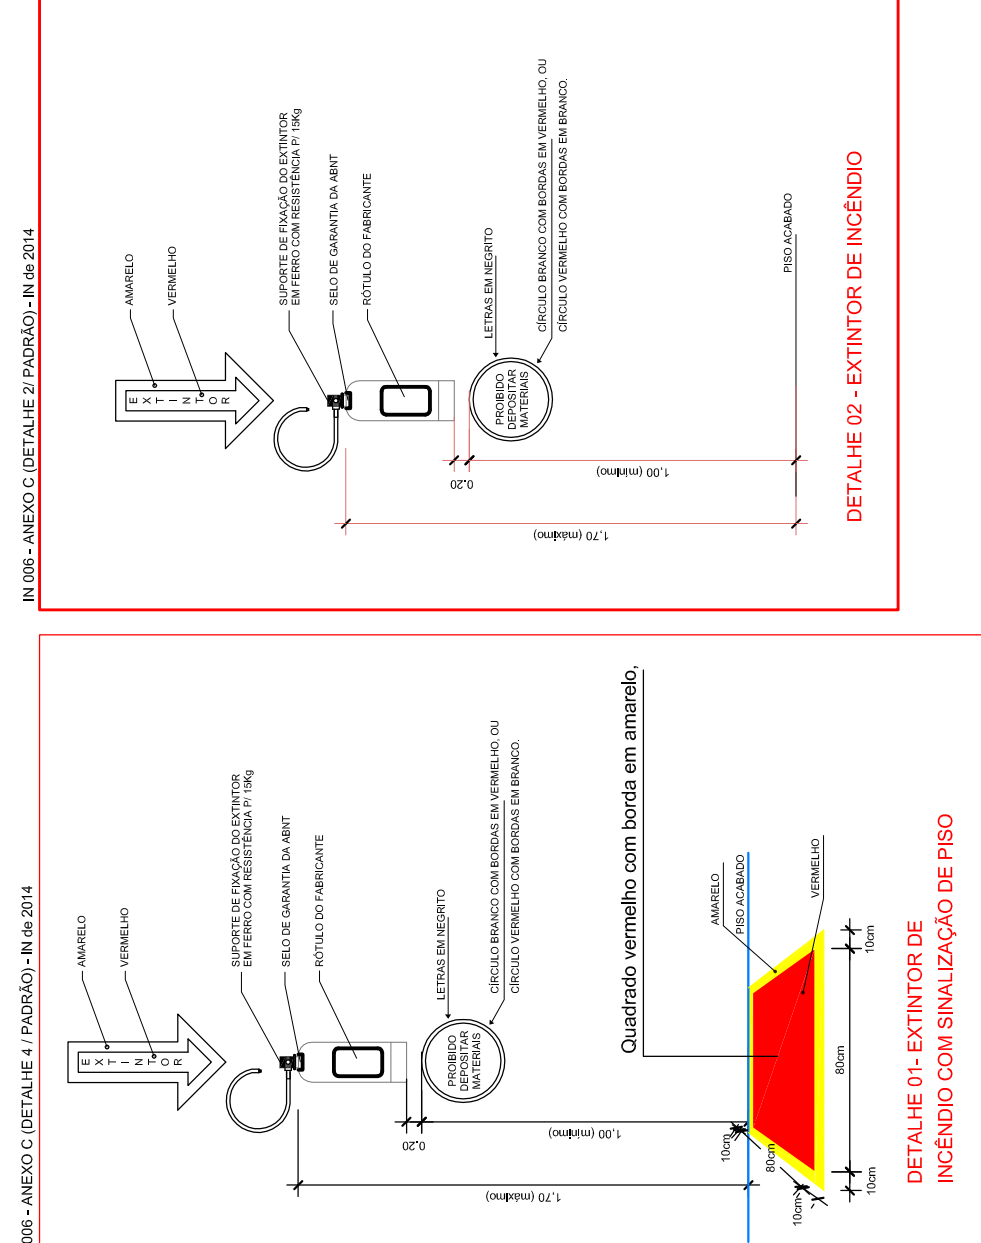 IN 006 - ANEXO C (DETALHE 2/ PADRÃO) - IN de 2014
AMARELO
VERMELHO
EXTINTOR
SUPORTE DE FIXAÇÃO DO EXTINTOR
EM FERRO COM RESISTÊNCIA P/ 15Kg
SELO DE GARANTIA DA ABNT
RÓTULO DO FABRICANTE
LETRAS EM NEGRITO
CÍRCULO BRANCO COM BORDAS EM VERMELHO, OU
CÍRCULO VERMELHO COM BORDAS EM BRANCO.
PROIBIDO
DEPOSITAR
MATERIAIS
0.20
1,00 (mínimo)
1,70 (máximo)
PISO ACABADO
DETALHE 02 - EXTINTOR DE INCÊNDIO
006 - ANEXO C (DETALHE 4 / PADRÃO) - IN de 2014
AMARELO
VERMELHO
EXTINTOR
SUPORTE DE FIXAÇÃO DO EXTINTOR
EM FERRO COM RESISTÊNCIA P/ 15Kg
SELO DE GARANTIA DA ABNT
RÓTULO DO FABRICANTE
LETRAS EM NEGRITO
CÍRCULO BRANCO COM BORDAS EM VERMELHO, OU
CÍRCULO VERMELHO COM BORDAS EM BRANCO.
PROIBIDO
DEPOSITAR
MATERIAIS
0.20
1,00 (mínimo)
1,70 (máximo)
Quadrado vermelho com borda em amarelo,
AMARELO
PISO ACABADO
VERMELHO
10cm
80cm
10cm
10cm
80cm
10cm
DETALHE 01- EXTINTOR DE
INCÊNDIO COM SINALIZAÇÃO DE PISO